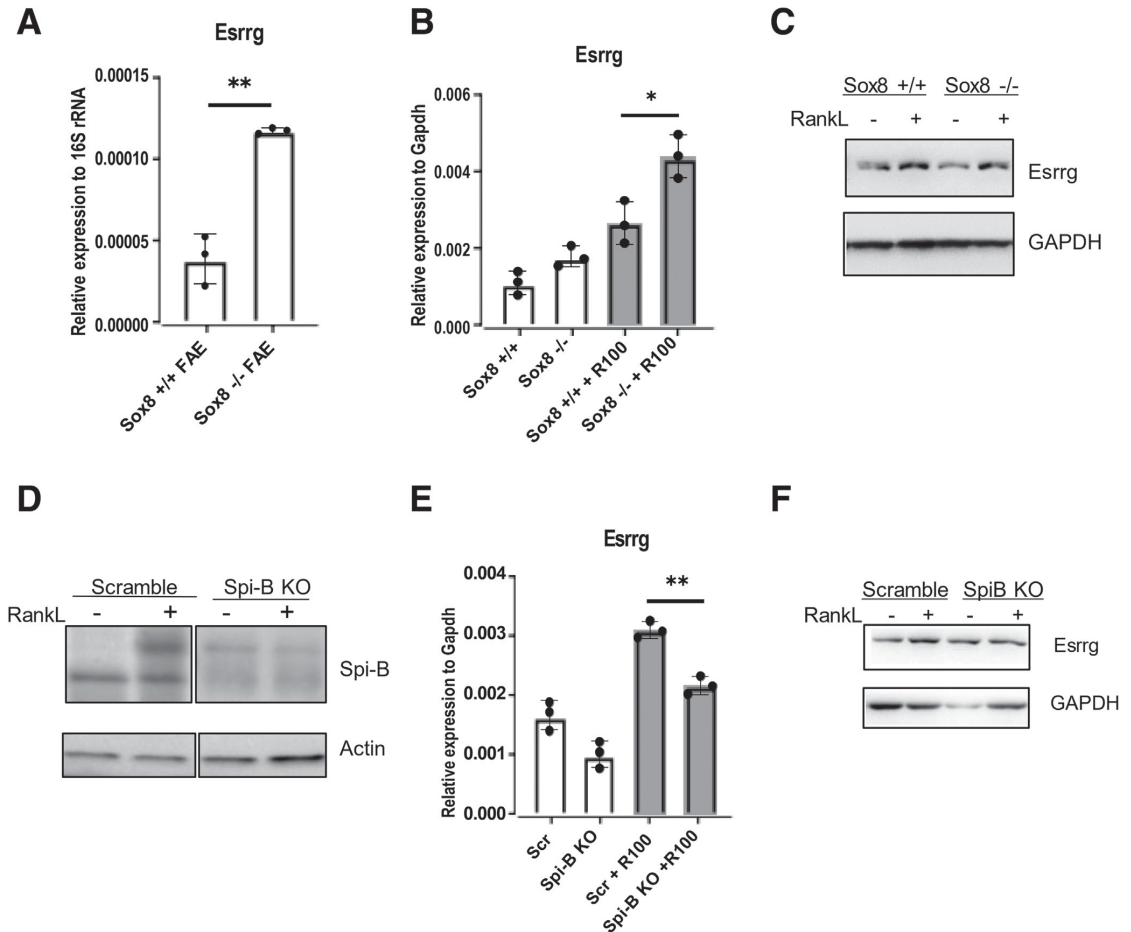 A
Esrrg
Relative expression to 16S rRNA
0.00015
0.00010
0.00005
0.00000
**
Sox8 +/+ FAE
Sox8 -/- FAE
B
Esrrg
Relative expression to Gapdh
0.006
0.004
0.002
0.000
*
Sox8 +/+
Sox8 -/-
Sox8 +/+ + R100
Sox8 -/- + R100
C
Sox8 +/+ Sox8 -/-
RankL - + - +
Esrrg
GAPDH
D
Scramble Spi-B KO
RankL - + - +
Spi-B
Actin
E
Esrrg
Relative expression to Gapdh
0.004
0.003
0.002
0.001
0.000
**
Scr
Spi-B KO
Scr + R100
Spi-B KO +R100
F
Scramble SpiB KO
RankL - + - +
Esrrg
GAPDH